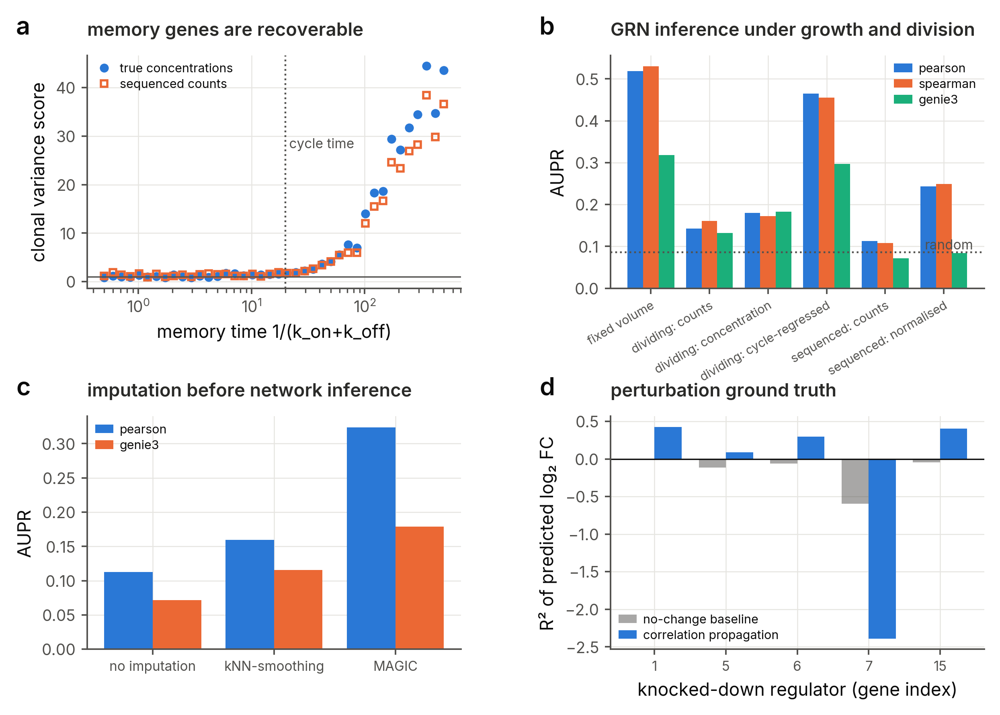 a
memory genes are recoverable
true concentrations
sequenced counts
cycle time
clonal variance score
40
30
20
10
0
10⁰
10¹
10²
memory time 1/(k_on+k_off)
b
GRN inference under growth and division
pearson
spearman
genie3
random
AUPR
0.5
0.4
0.3
0.2
0.1
0.0
fixed volume
dividing: counts
dividing: concentration
dividing: cycle-regressed
sequenced: counts
sequenced: normalised
c
imputation before network inference
pearson
genie3
AUPR
0.30
0.25
0.20
0.15
0.10
0.05
0.00
no imputation
kNN-smoothing
MAGIC
d
perturbation ground truth
R² of predicted log₂ FC
0.5
0.0
−0.5
−1.0
−1.5
−2.0
−2.5
no-change baseline
correlation propagation
1
5
6
7
15
knocked-down regulator (gene index)